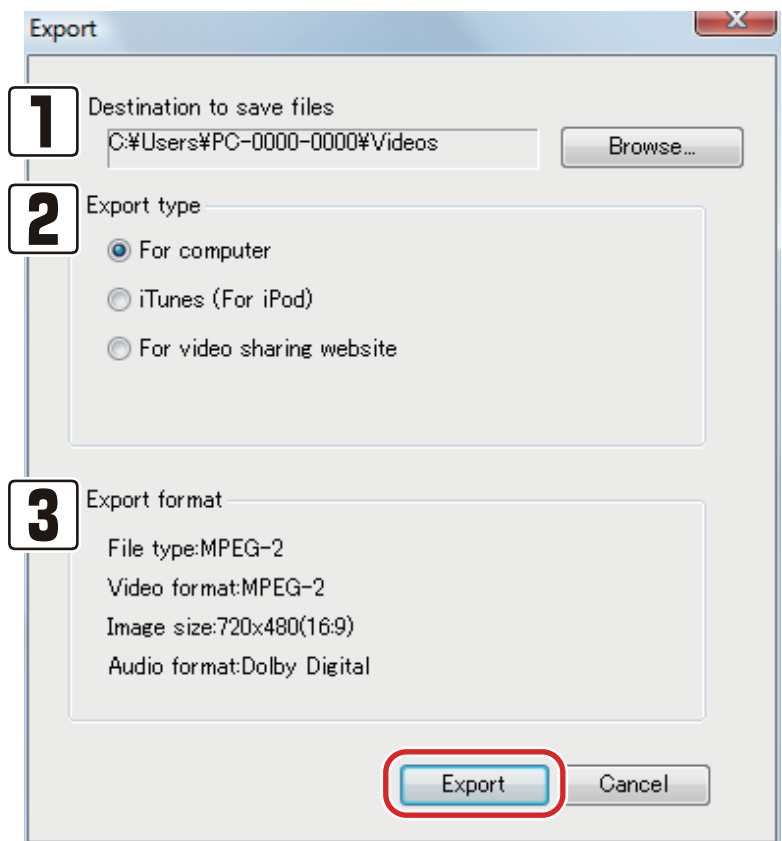 Export
X
1
Destination to save files
C:¥Users¥PC-0000-0000¥Videos
Browse...
2
Export type
For computer
iTunes (For iPod)
For video sharing website
3
Export format
File type:MPEG-2
Video format:MPEG-2
Image size:720x480(16:9)
Audio format:Dolby Digital
Export
Cancel